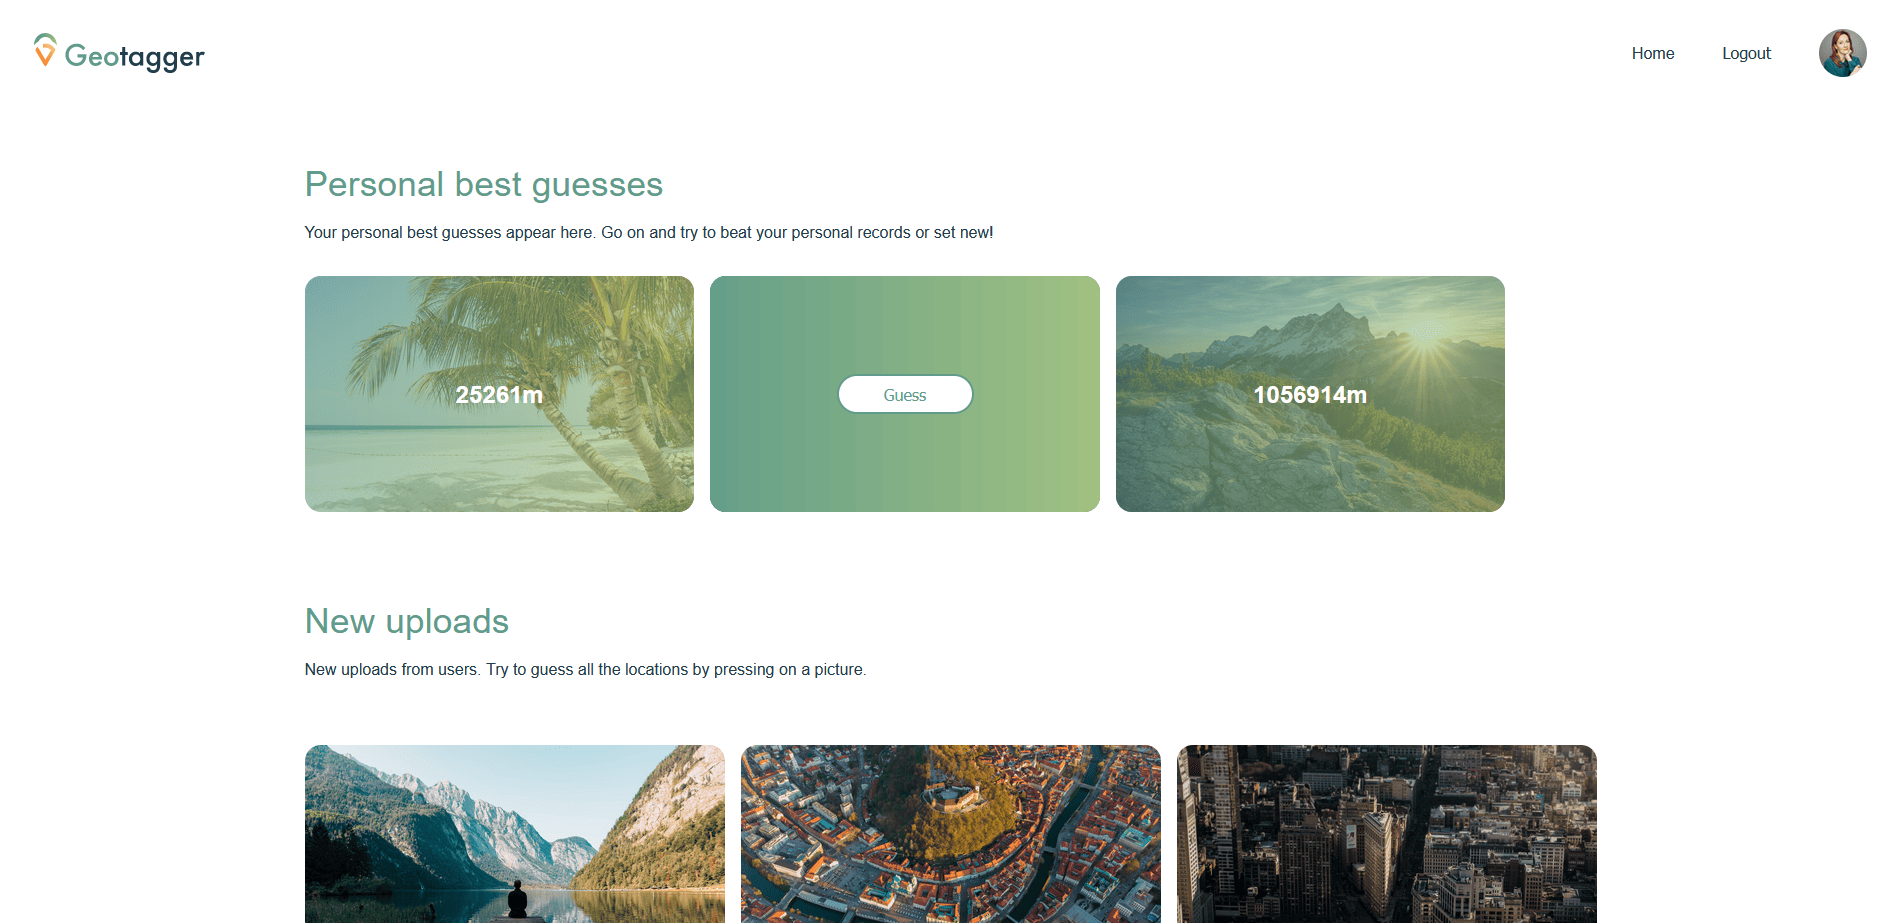 Geotagger
Home
Logout
Personal best guesses
Your personal best guesses appear here. Go on and try to beat your personal records or set new!
25261m
Guess
1056914m
New uploads
New uploads from users. Try to guess all the locations by pressing on a picture.